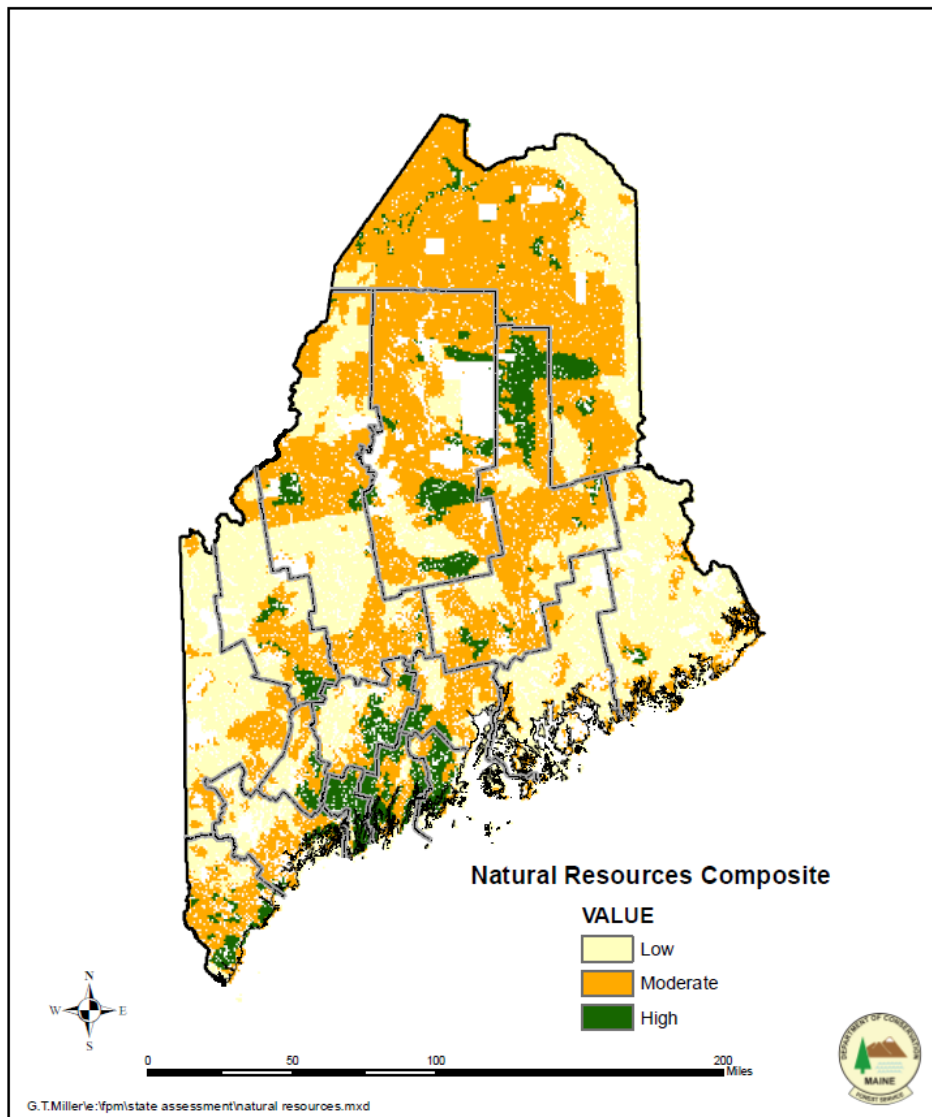 Natural Resources Composite
VALUE
Low
Moderate
High
N
W E
S
0 50 100 200
Miles
DEPARTMENT OF CONSERVATION
MAINE
FOREST SERVICE
G.T.Miller\e:\fpm\state assessment\natural resources.mxd